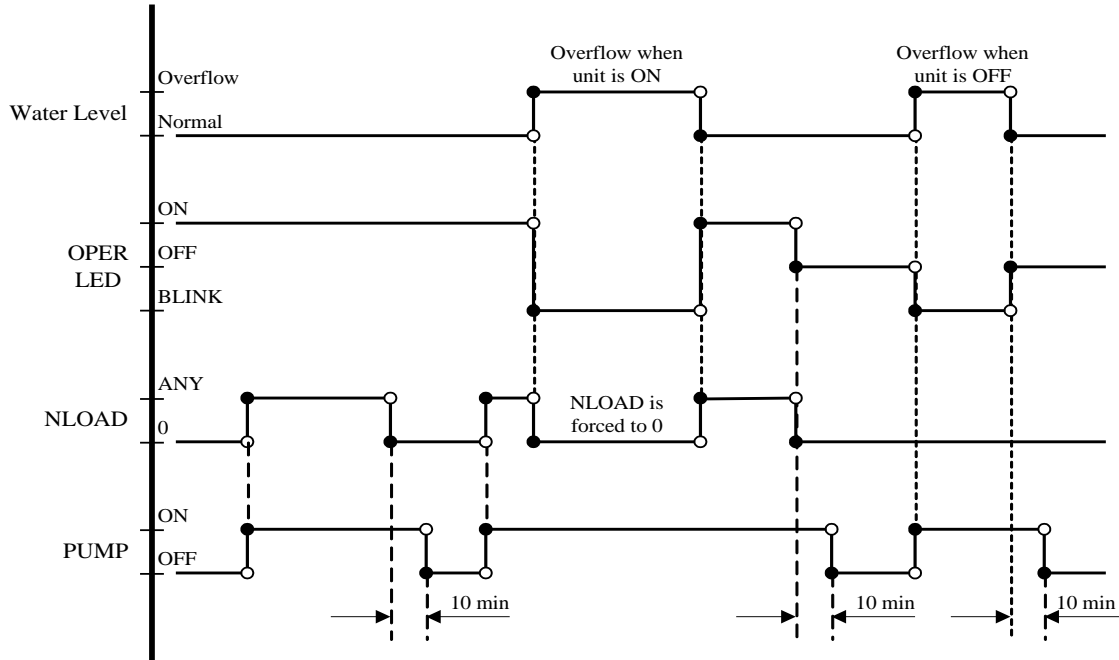 Overflow when
unit is ON
Overflow when
unit is OFF
Overflow
Water Level
Normal
ON
OPER
LED
OFF
BLINK
ANY
NLOAD
0
NLOAD is
forced to 0
ON
PUMP
OFF
10 min
10 min
10 min